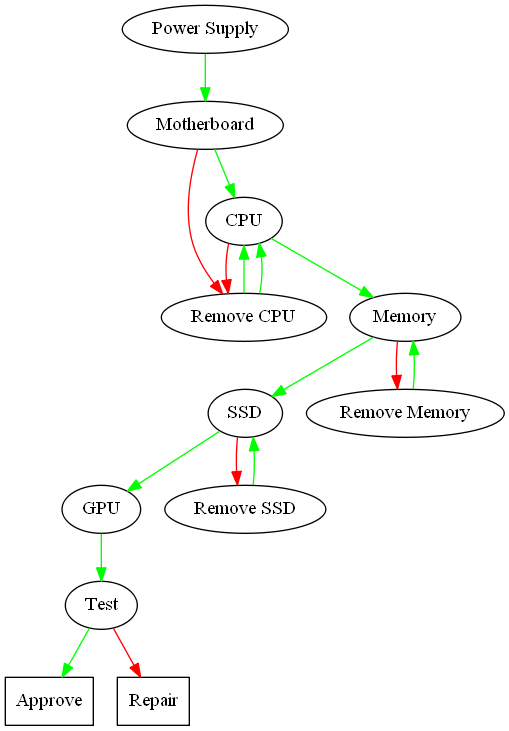 Power Supply
Motherboard
CPU
Remove CPU
Memory
SSD
Remove Memory
GPU
Remove SSD
Test
Approve
Repair